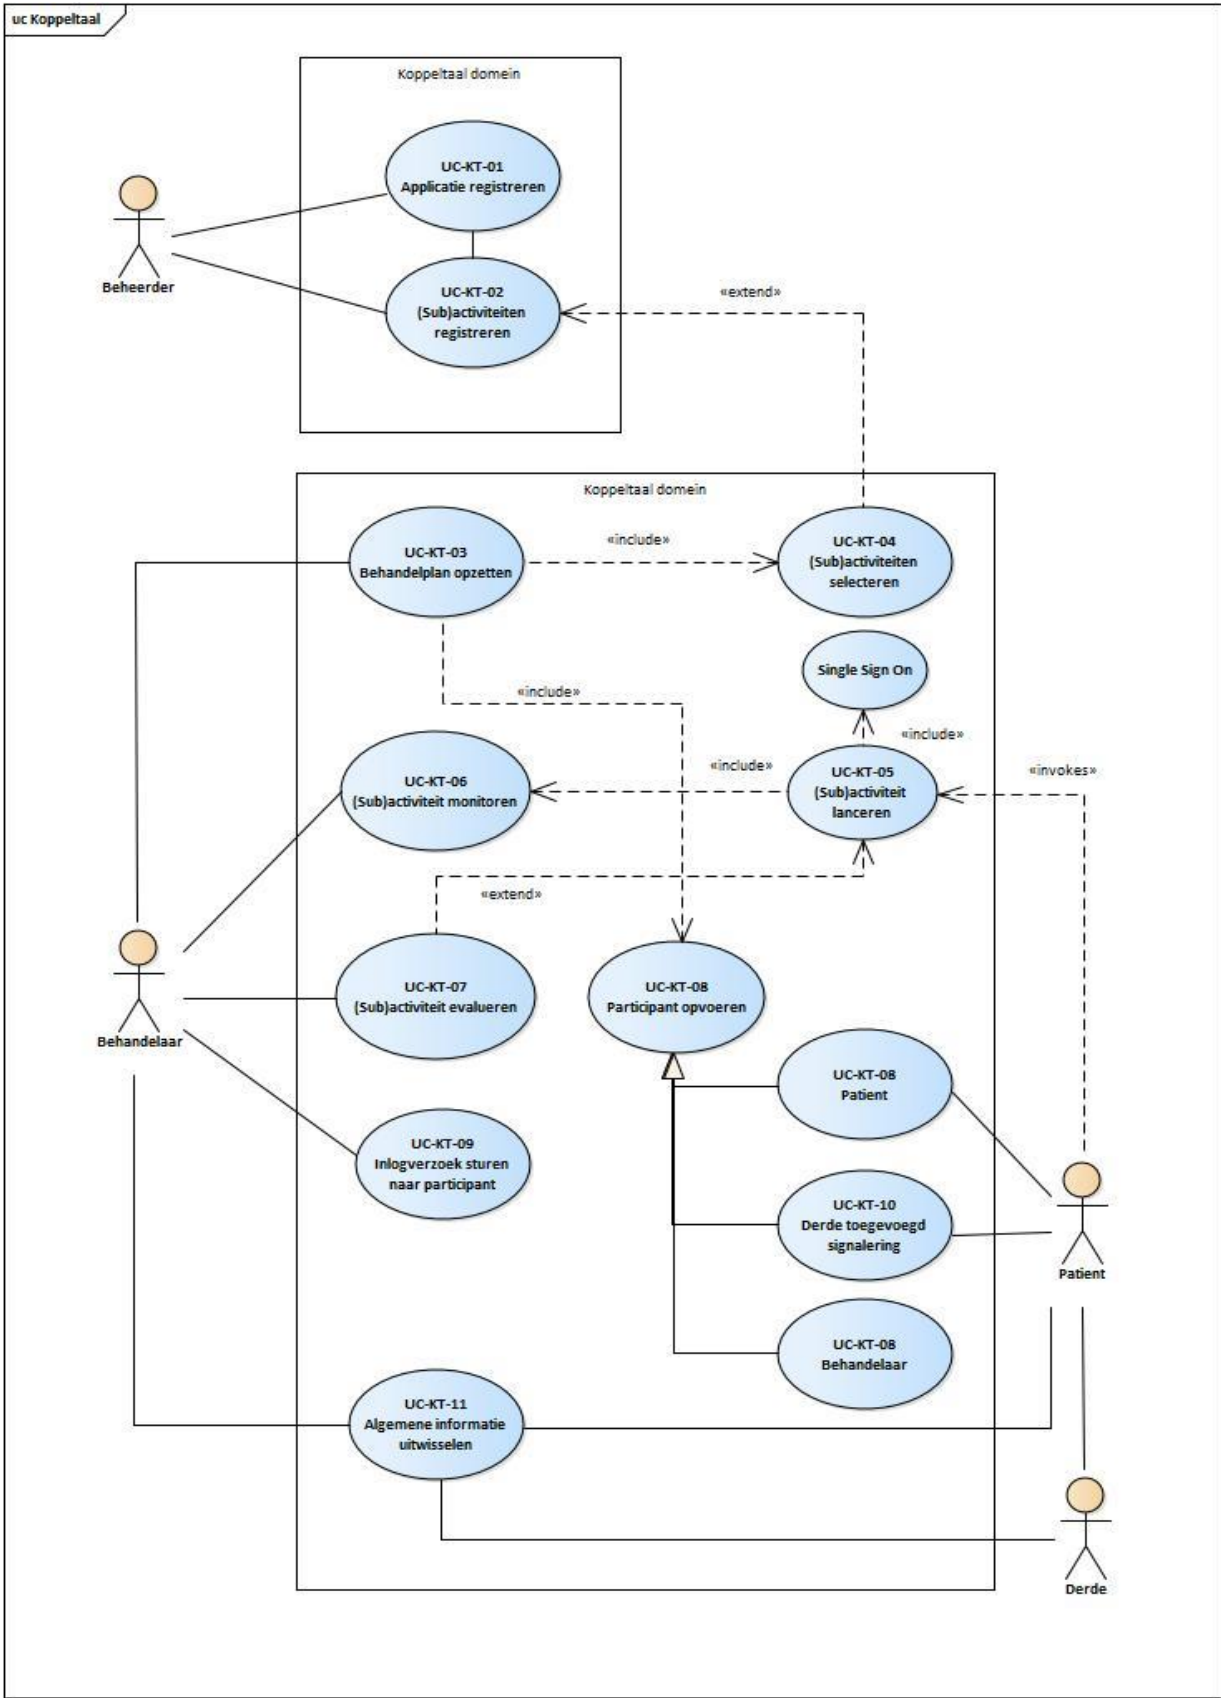 uc Koppeltaal
Koppeltaal domein
UC-KT-01
Applicatie registreren
Beheerder
UC-KT-02
(Sub)activiteiten
registreren
«extend»
Koppeltaal domein
UC-KT-03
Behandelplan opzetten
«include»
UC-KT-04
(Sub)activiteiten
selecteren
Single Sign On
«include»
«include»
UC-KT-06
(Sub)activiteit monitoren
«include»
UC-KT-05
(Sub)activiteit
lanceren
«invokes»
«extend»
Behandelaar
UC-KT-07
(Sub)activiteit evalueren
UC-KT-08
Participant opvoeren
UC-KT-08
Patient
UC-KT-09
Inlogverzoek sturen
naar participant
UC-KT-10
Derde toegevoegd
signalering
Patient
UC-KT-08
Behandelaar
UC-KT-11
Algemene informatie
uitwisselen
Derde